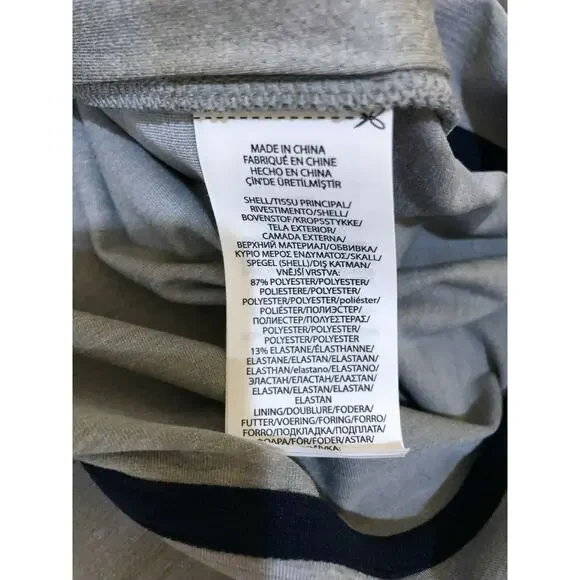 MADE IN CHINA
FABRIQUÉ EN CHINE
HECHO EN CHINA
ÇİN'DE ÜRETİLMİŞTİR
SHELL/TISSU PRINCIPAL/
RIVESTIMENTO/SHELL/
BOVENSTOF/KROPSSTYKKE/
TELA EXTERIOR/
CAMADA EXTERNA/
ВЕРХНИЙ МАТЕРИАЛ/ОБВИВКА/
ΚΥΡΙΟ ΜΕΡΟΣ ΕΝΔΥΜΑΤΟΣ/SKALL/
SPEGEL (SHELL)/DIŞ KATMAN/
VNĚJŠÍ VRSTVA:
87% POLYESTER/POLYESTER/
POLIESTERE/POLYESTER/
POLYESTER/POLYESTER/poliéster/
POLIÉSTER/ПОЛИЭСТЕР/
ПОЛИЕСТЕР/ΠΟΛΥΕΣΤΕΡΑΣ/
POLYESTER/POLYESTER/
POLYESTER/POLYESTER
13% ELASTANE/ÉLASTHANNE/
ELASTANE/ELASTAN/ELASTAAN/
ELASTHAN/elastano/ELASTANO/
ЭЛАСТАН/ЕЛАСТАН/ΕΛΑΣΤΑΝ/
ELASTAN/ELASTAN/ELASTAN/
ELASTAN
LINING/DOUBLURE/FODERA/
FUTTER/VOERING/FORING/FORRO/
FORRO/ПОДКЛАДКА/ПОДПЛАТА/
FÖR/FODER/ASTAR/